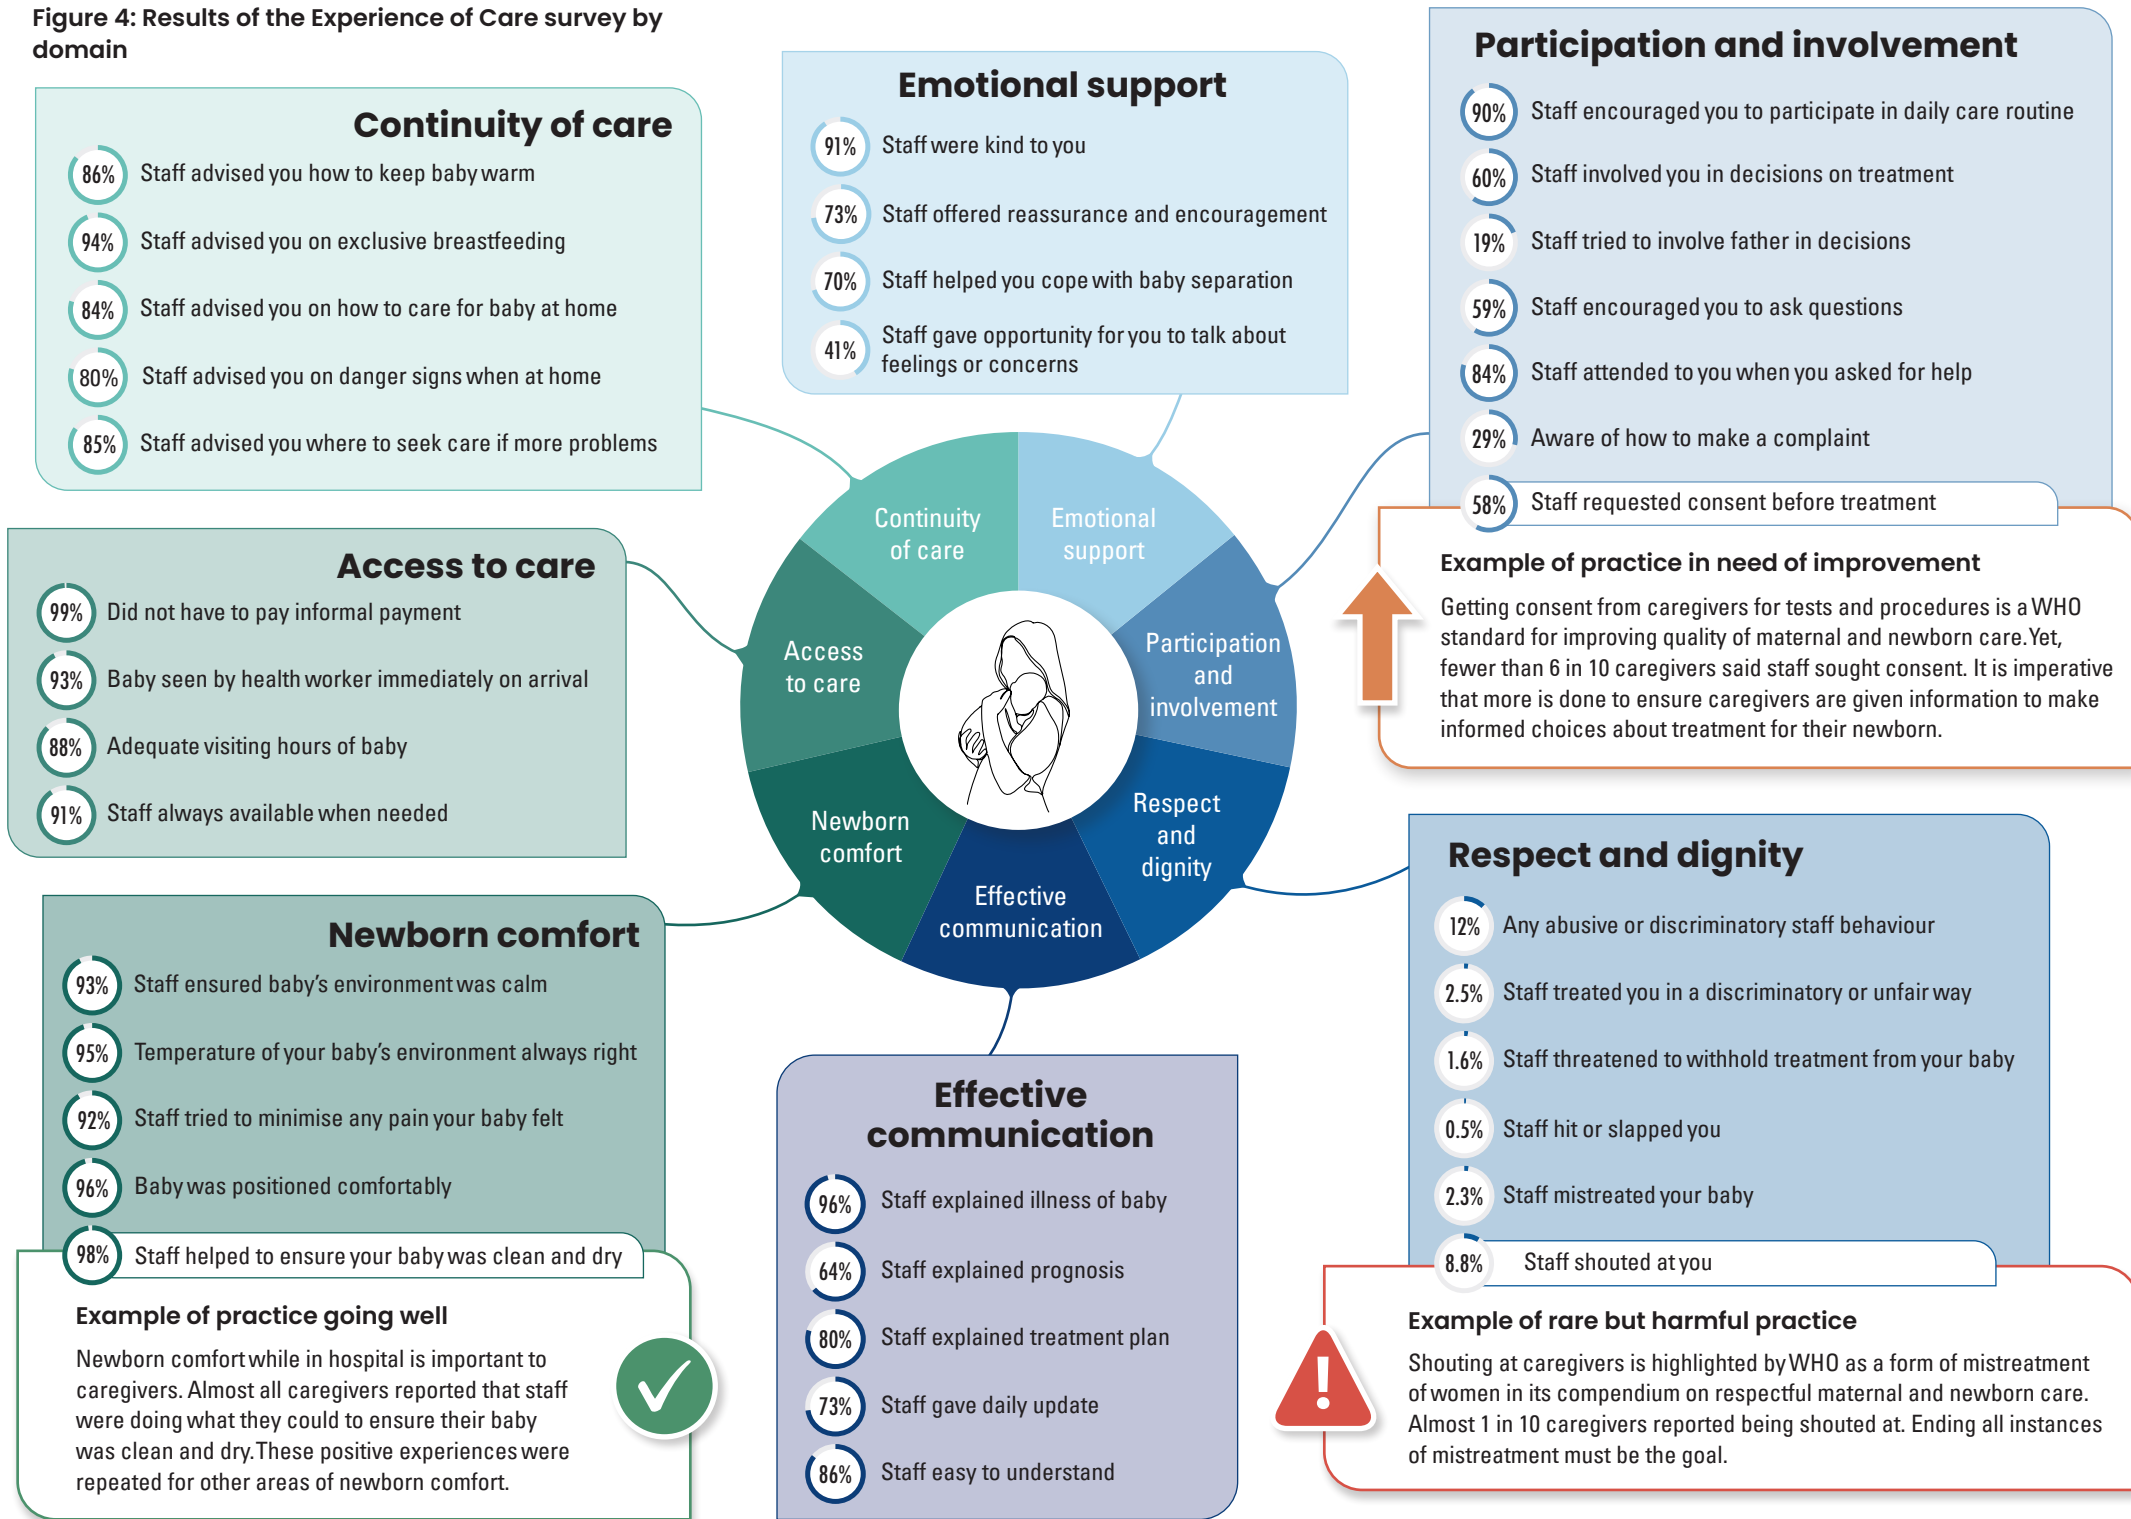 Figure 4: Results of the Experience of Care survey by
domain
Continuity of care
86% Staff advised you how to keep baby warm
94% Staff advised you on exclusive breastfeeding
84% Staff advised you on how to care for baby at home
80% Staff advised you on danger signs when at home
85% Staff advised you where to seek care if more problems
Emotional support
91% Staff were kind to you
73% Staff offered reassurance and encouragement
70% Staff helped you cope with baby separation
41% Staff gave opportunity for you to talk about
feelings or concerns
Participation and involvement
90% Staff encouraged you to participate in daily care routine
60% Staff involved you in decisions on treatment
19% Staff tried to involve father in decisions
59% Staff encouraged you to ask questions
84% Staff attended to you when you asked for help
29% Aware of how to make a complaint
58% Staff requested consent before treatment
Example of practice in need of improvement
Getting consent from caregivers for tests and procedures is a WHO
standard for improving quality of maternal and newborn care. Yet,
fewer than 6 in 10 caregivers said staff sought consent. It is imperative
that more is done to ensure caregivers are given information to make
informed choices about treatment for their newborn.
Access to care
99% Did not have to pay informal payment
93% Baby seen by health worker immediately on arrival
88% Adequate visiting hours of baby
91% Staff always available when needed
Continuity
of care
Emotional
support
Access
to care
Participation
and
involvement
Newborn
comfort
Respect
and
dignity
Effective
communication
Newborn comfort
93% Staff ensured baby's environment was calm
95% Temperature of your baby's environment always right
92% Staff tried to minimise any pain your baby felt
96% Baby was positioned comfortably
98% Staff helped to ensure your baby was clean and dry
Example of practice going well
Newborn comfort while in hospital is important to
caregivers. Almost all caregivers reported that staff
were doing what they could to ensure their baby
was clean and dry. These positive experiences were
repeated for other areas of newborn comfort.
Effective
communication
96% Staff explained illness of baby
64% Staff explained prognosis
80% Staff explained treatment plan
73% Staff gave daily update
86% Staff easy to understand
Respect and dignity
12% Any abusive or discriminatory staff behaviour
2.5% Staff treated you in a discriminatory or unfair way
1.6% Staff threatened to withhold treatment from your baby
0.5% Staff hit or slapped you
2.3% Staff mistreated your baby
8.8% Staff shouted at you
Example of rare but harmful practice
Shouting at caregivers is highlighted by WHO as a form of mistreatment
of women in its compendium on respectful maternal and newborn care.
Almost 1 in 10 caregivers reported being shouted at. Ending all instances
of mistreatment must be the goal.